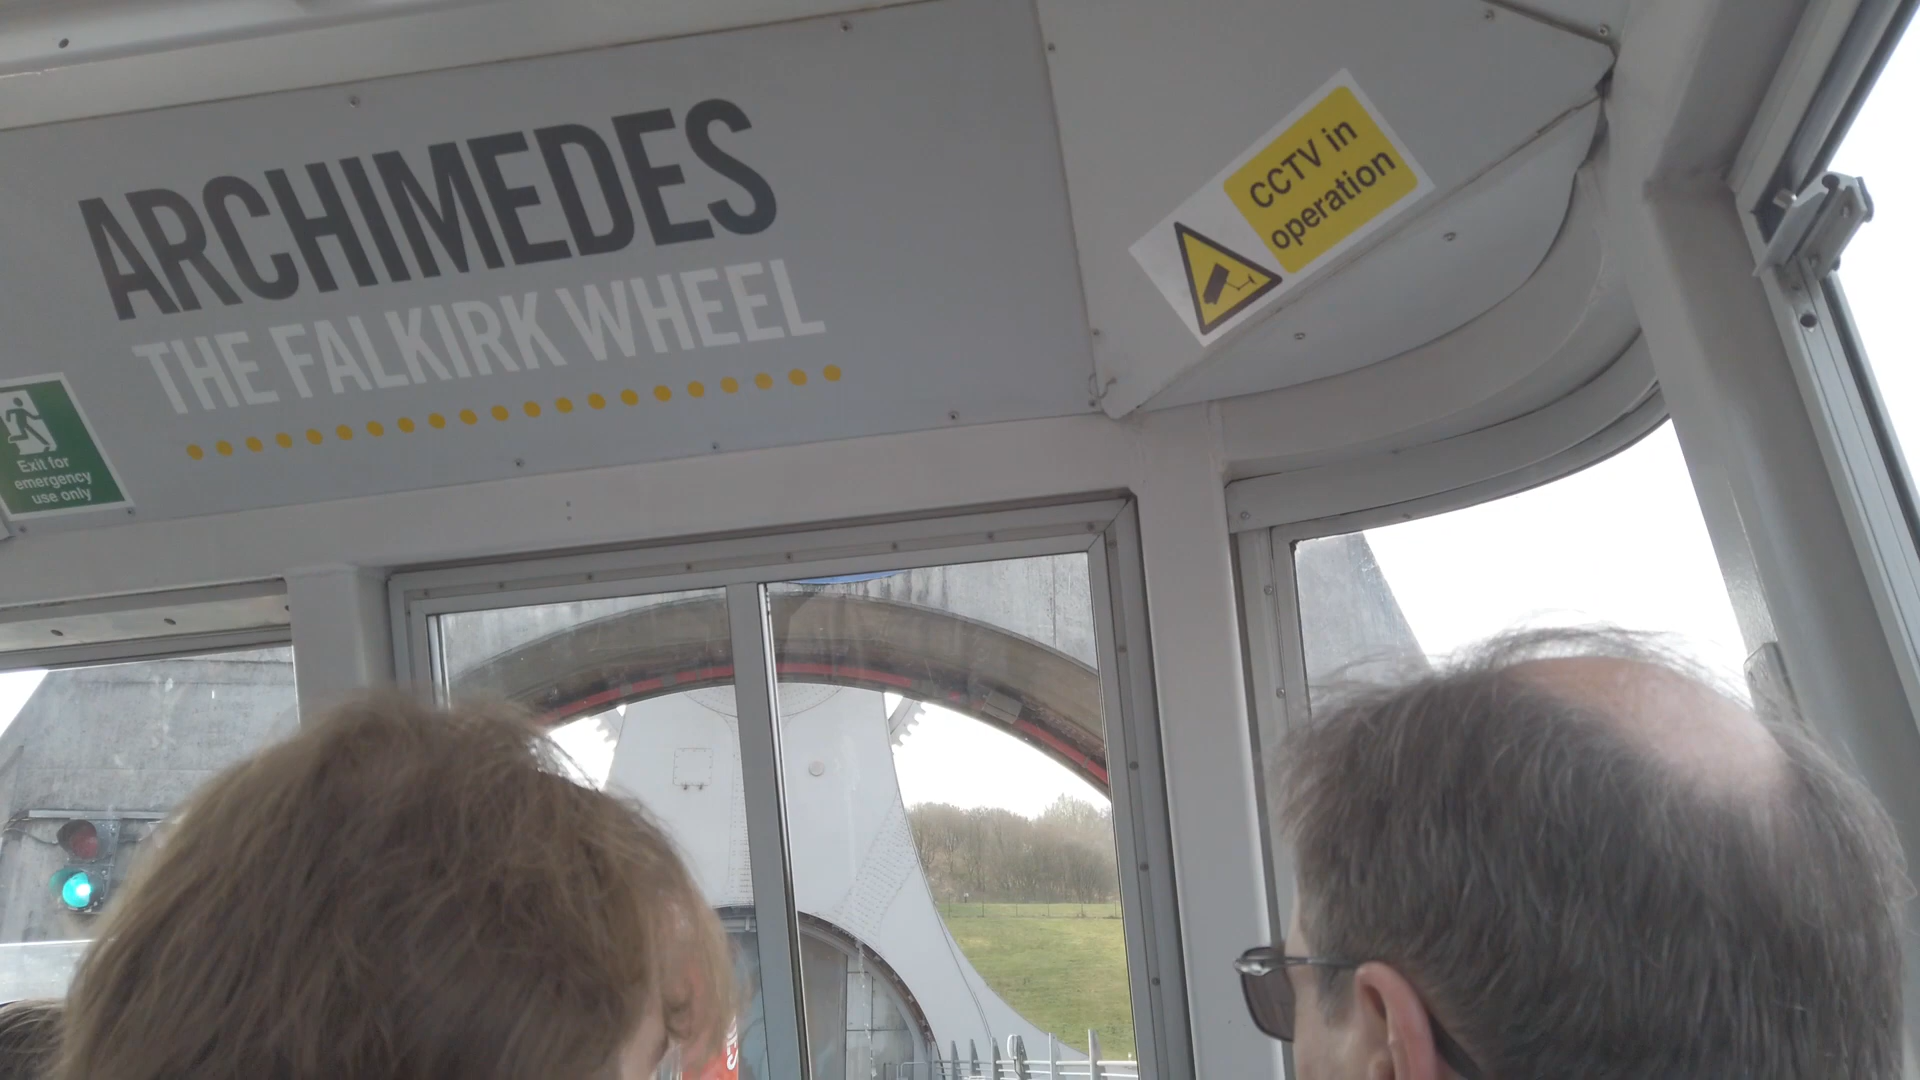 ARCHIMEDES
THE FALKIRK WHEEL
CCTV in
operation
Exit for
emergency
use only